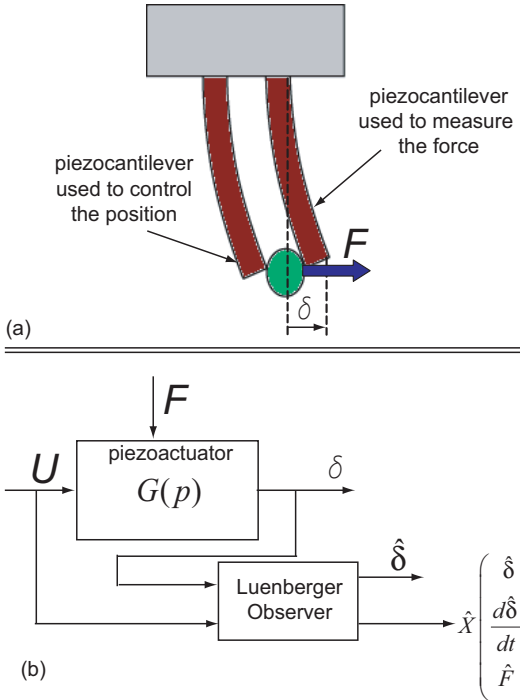 piezocantilever
used to measure
the force
piezocantilever
used to control
the position
F
δ
(a)
F
piezoactuator
U
G(p)
δ
δ̂
Luenberger
Observer
X̂
δ̂
dδ̂
dt
F̂
(b)